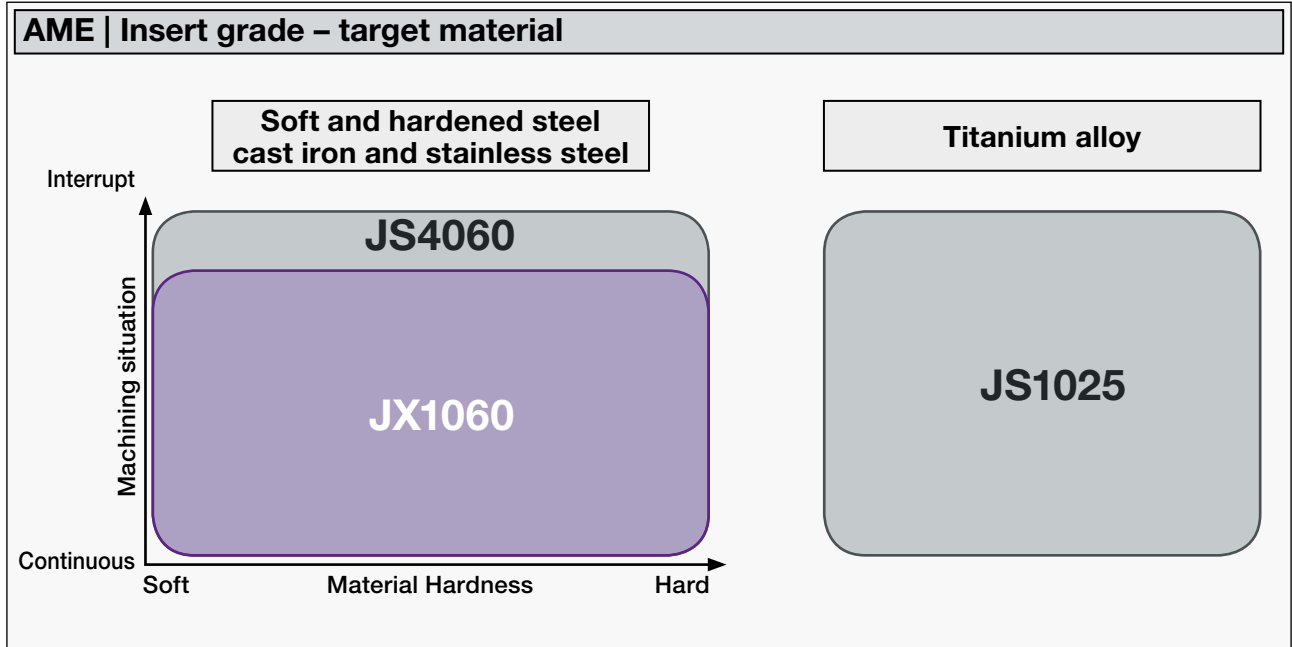 AME | Insert grade – target material
Soft and hardened steel
cast iron and stainless steel
Titanium alloy
Interrupt
Machining situation
Continuous
JS4060
JX1060
JS1025
Soft
Material Hardness
Hard